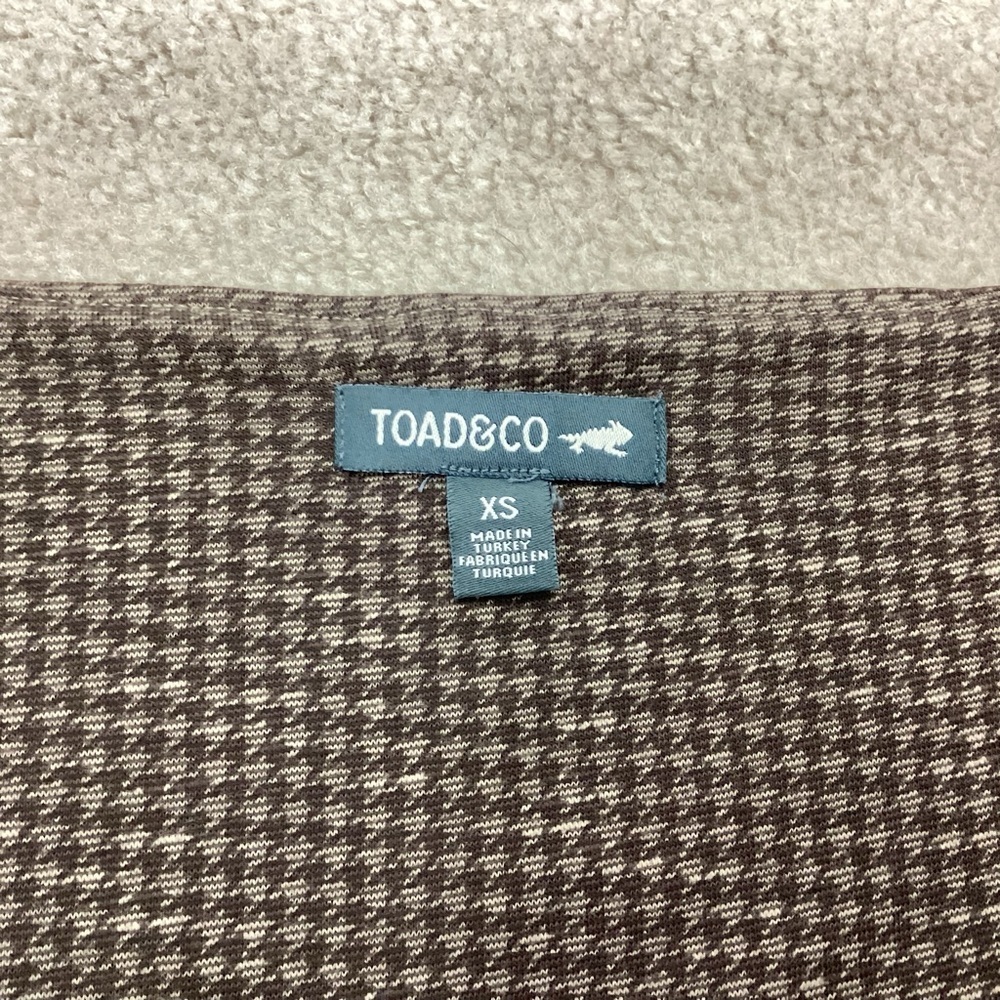 TOAD&CO
XS
MADE IN
TURKEY
FABRIQUE EN
TURQUIE